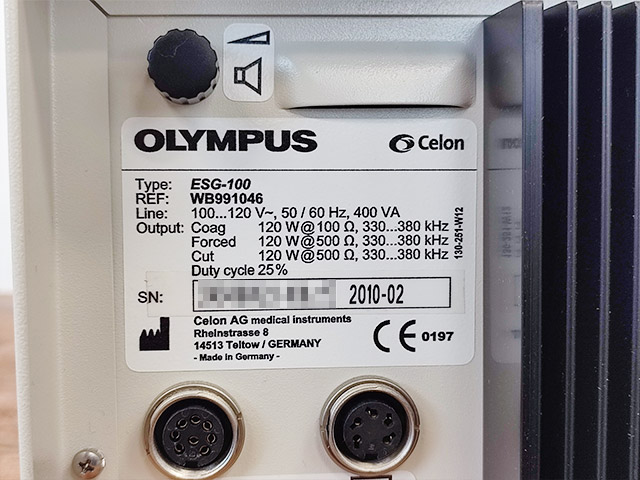 OLYMPUS Celon
Type: ESG-100
REF: WB991046
Line: 100...120 V~, 50 / 60 Hz, 400 VA
Output: Coag 120 W@100 Ω, 330...380 kHz
Forced 120 W@500 Ω, 330...380 kHz
Cut 120 W@500 Ω, 330...380 kHz
Duty cycle 25%
130-251-W12
SN: 2010-02
Celon AG medical instruments
Rheinstrasse 8
14513 Teltow / GERMANY
- Made in Germany -
CE 0197